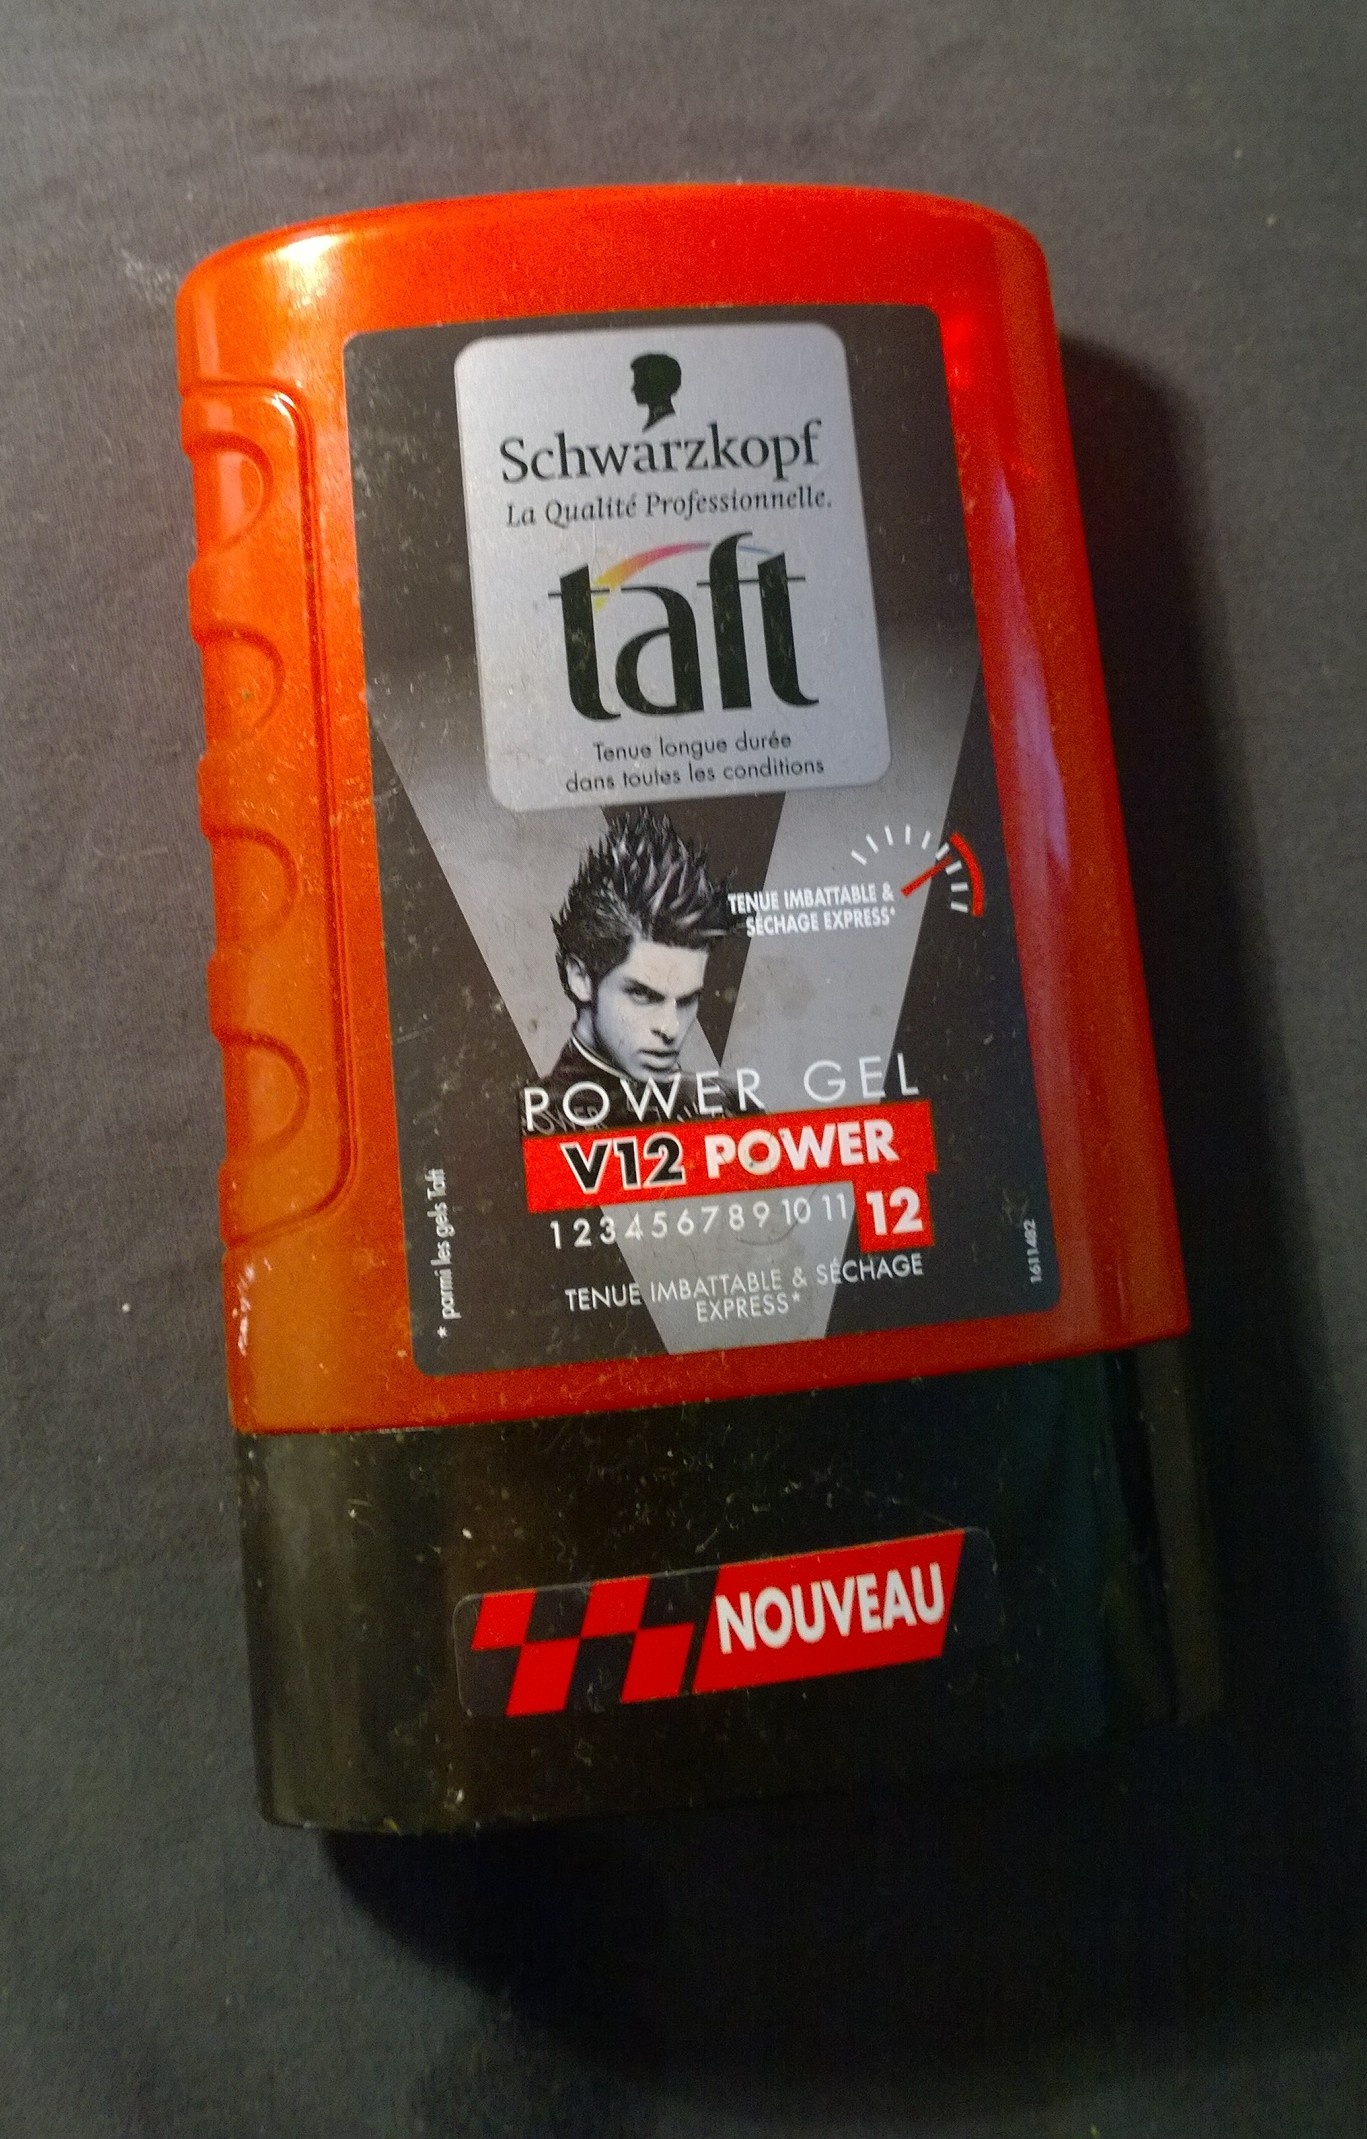 Schwarzkopf
La Qualité Professionnelle.
taft
Tenue longue durée
dans toutes les conditions
TENUE IMBATTABLE &
SÉCHAGE EXPRESS*
POWER GEL
V12 POWER
1 2 3 4 5 6 7 8 9 10 11 12
TENUE IMBATTABLE & SÉCHAGE
EXPRESS*
* parmi les gels Taft
1611482
NOUVEAU